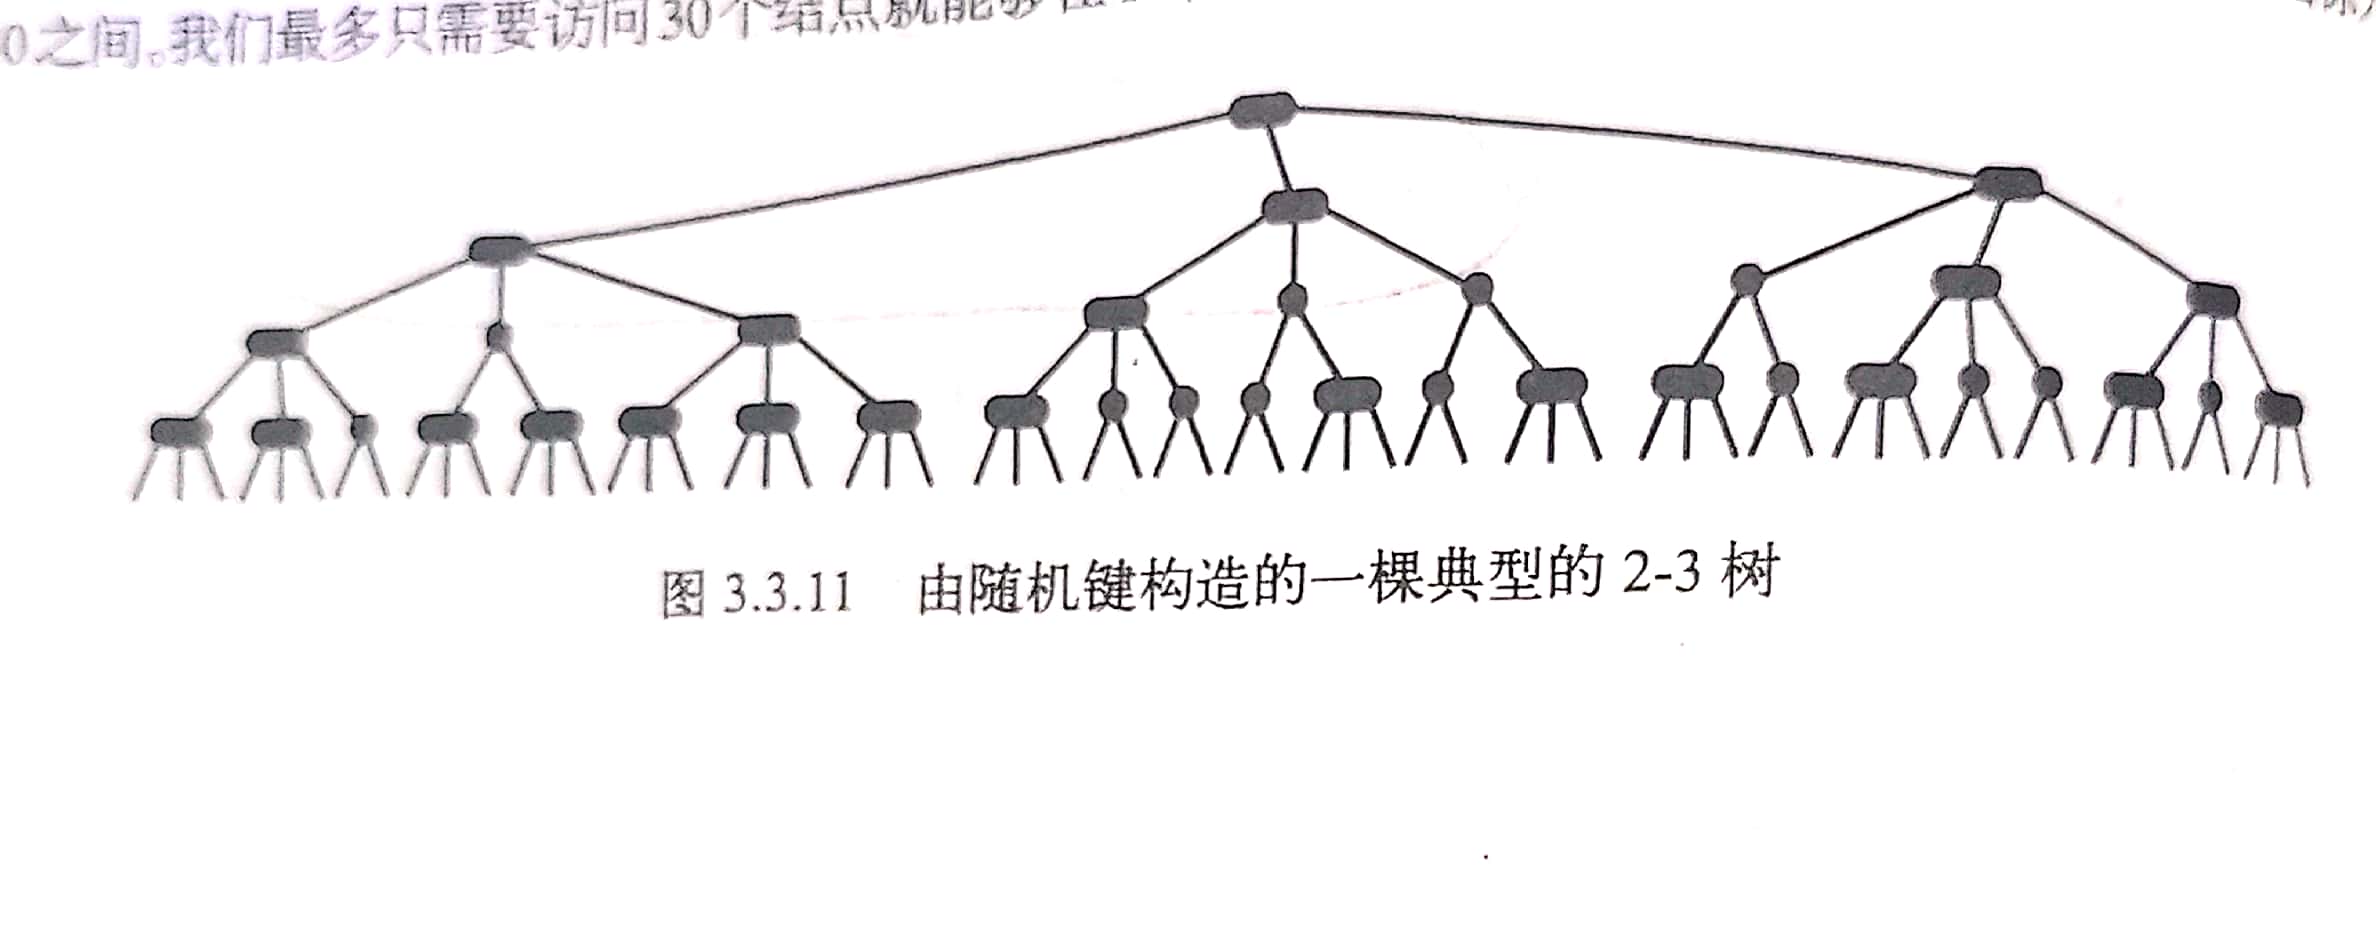 0之间。我们最多只需要访问30个结点就能够
图 3.3.11 由随机键构造的一棵典型的 2-3 树